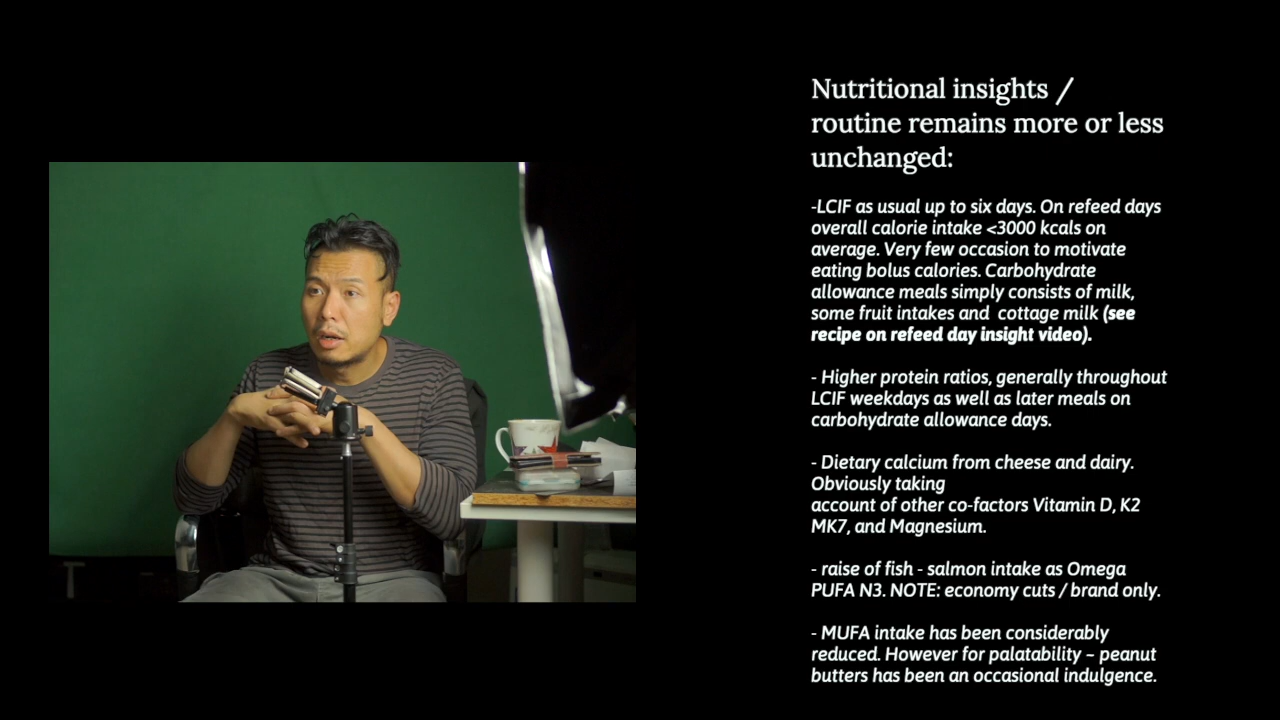 Nutritional insights /
routine remains more or less
unchanged:
-LCIF as usual up to six days. On refeed days
overall calorie intake <3000 kcals on
average. Very few occasion to motivate
eating bolus calories. Carbohydrate
allowance meals simply consists of milk,
some fruit intakes and  cottage milk (see
recipe on refeed day insight video).
- Higher protein ratios, generally throughout
LCIF weekdays as well as later meals on
carbohydrate allowance days.
- Dietary calcium from cheese and dairy.
Obviously taking
account of other co-factors Vitamin D, K2
MK7, and Magnesium.
- raise of fish - salmon intake as Omega
PUFA N3. NOTE: economy cuts / brand only.
- MUFA intake has been considerably
reduced. However for palatability – peanut
butters has been an occasional indulgence.